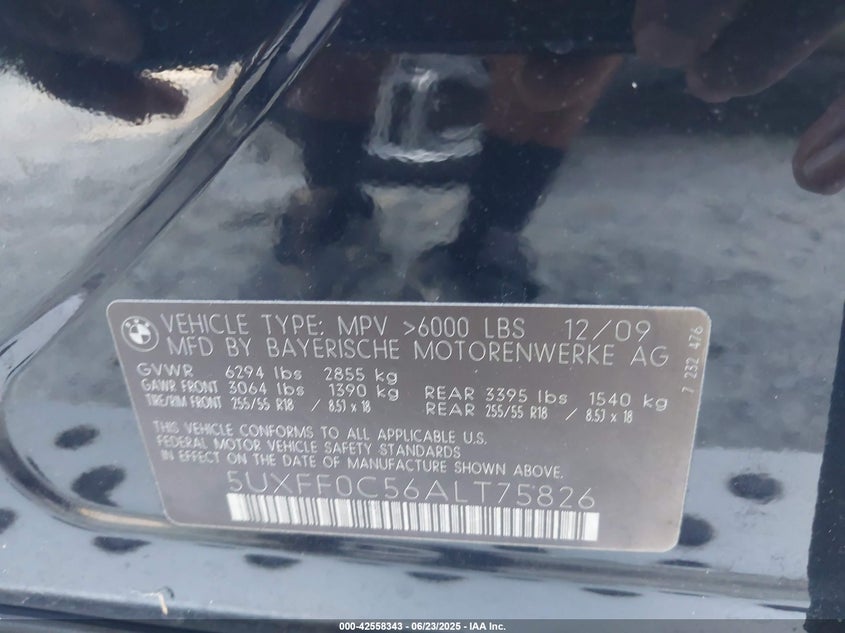 BMW
VEHICLE TYPE: MPV >6000 LBS 12/09
MFD BY BAYERISCHE MOTORENWERKE AG
GVWR 6294 lbs 2855 kg
GAWR FRONT 3064 lbs 1390 kg REAR 3395 lbs 1540 kg
TIRE/RIM FRONT 255/55 R18 / 8.5J x 18 REAR 255/55 R18 / 8.5J x 18
THIS VEHICLE CONFORMS TO ALL APPLICABLE U.S.
FEDERAL MOTOR VEHICLE SAFETY STANDARDS
IN EFFECT ON THE DATE OF MANUFACTURE SHOWN ABOVE.
5UXFF0C56ALT75826
7 232 476
000-42558343 - 06/23/2025 - IAA Inc.